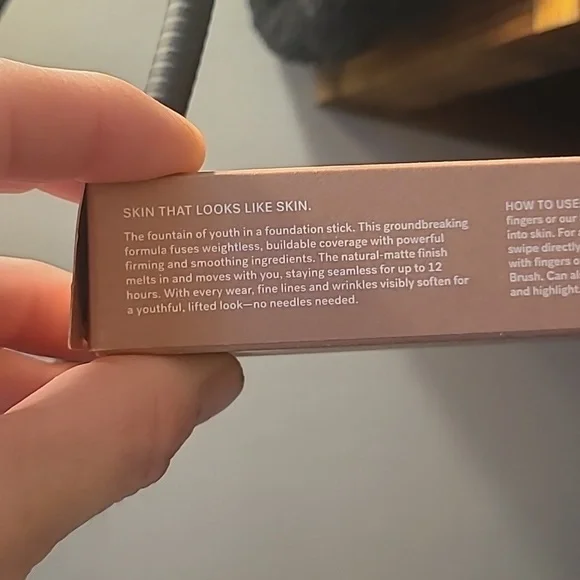 SKIN THAT LOOKS LIKE SKIN.
The fountain of youth in a foundation stick. This groundbreaking
formula fuses weightless, buildable coverage with powerful
firming and smoothing ingredients. The natural-matte finish
melts in and moves with you, staying seamless for up to 12
hours. With every wear, fine lines and wrinkles visibly soften for
a youthful, lifted look—no needles needed.
HOW TO USE
fingers or our
into skin. For
swipe directly
with fingers o
Brush. Can al
and highlight.